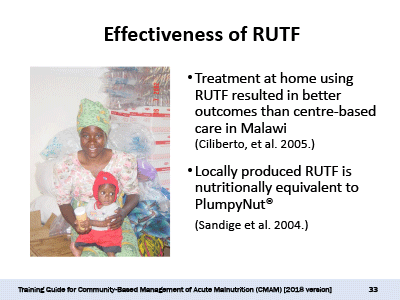 Effectiveness of RUTF
• Treatment at home using
RUTF resulted in better
outcomes than centre-based
care in Malawi
(Ciliberto, et al. 2005.)
• Locally produced RUTF is
nutritionally equivalent to
PlumpyNut®
(Sandige et al. 2004.)
Training Guide for Community-Based Management of Acute Malnutrition (CMAM) [2018 version] 33